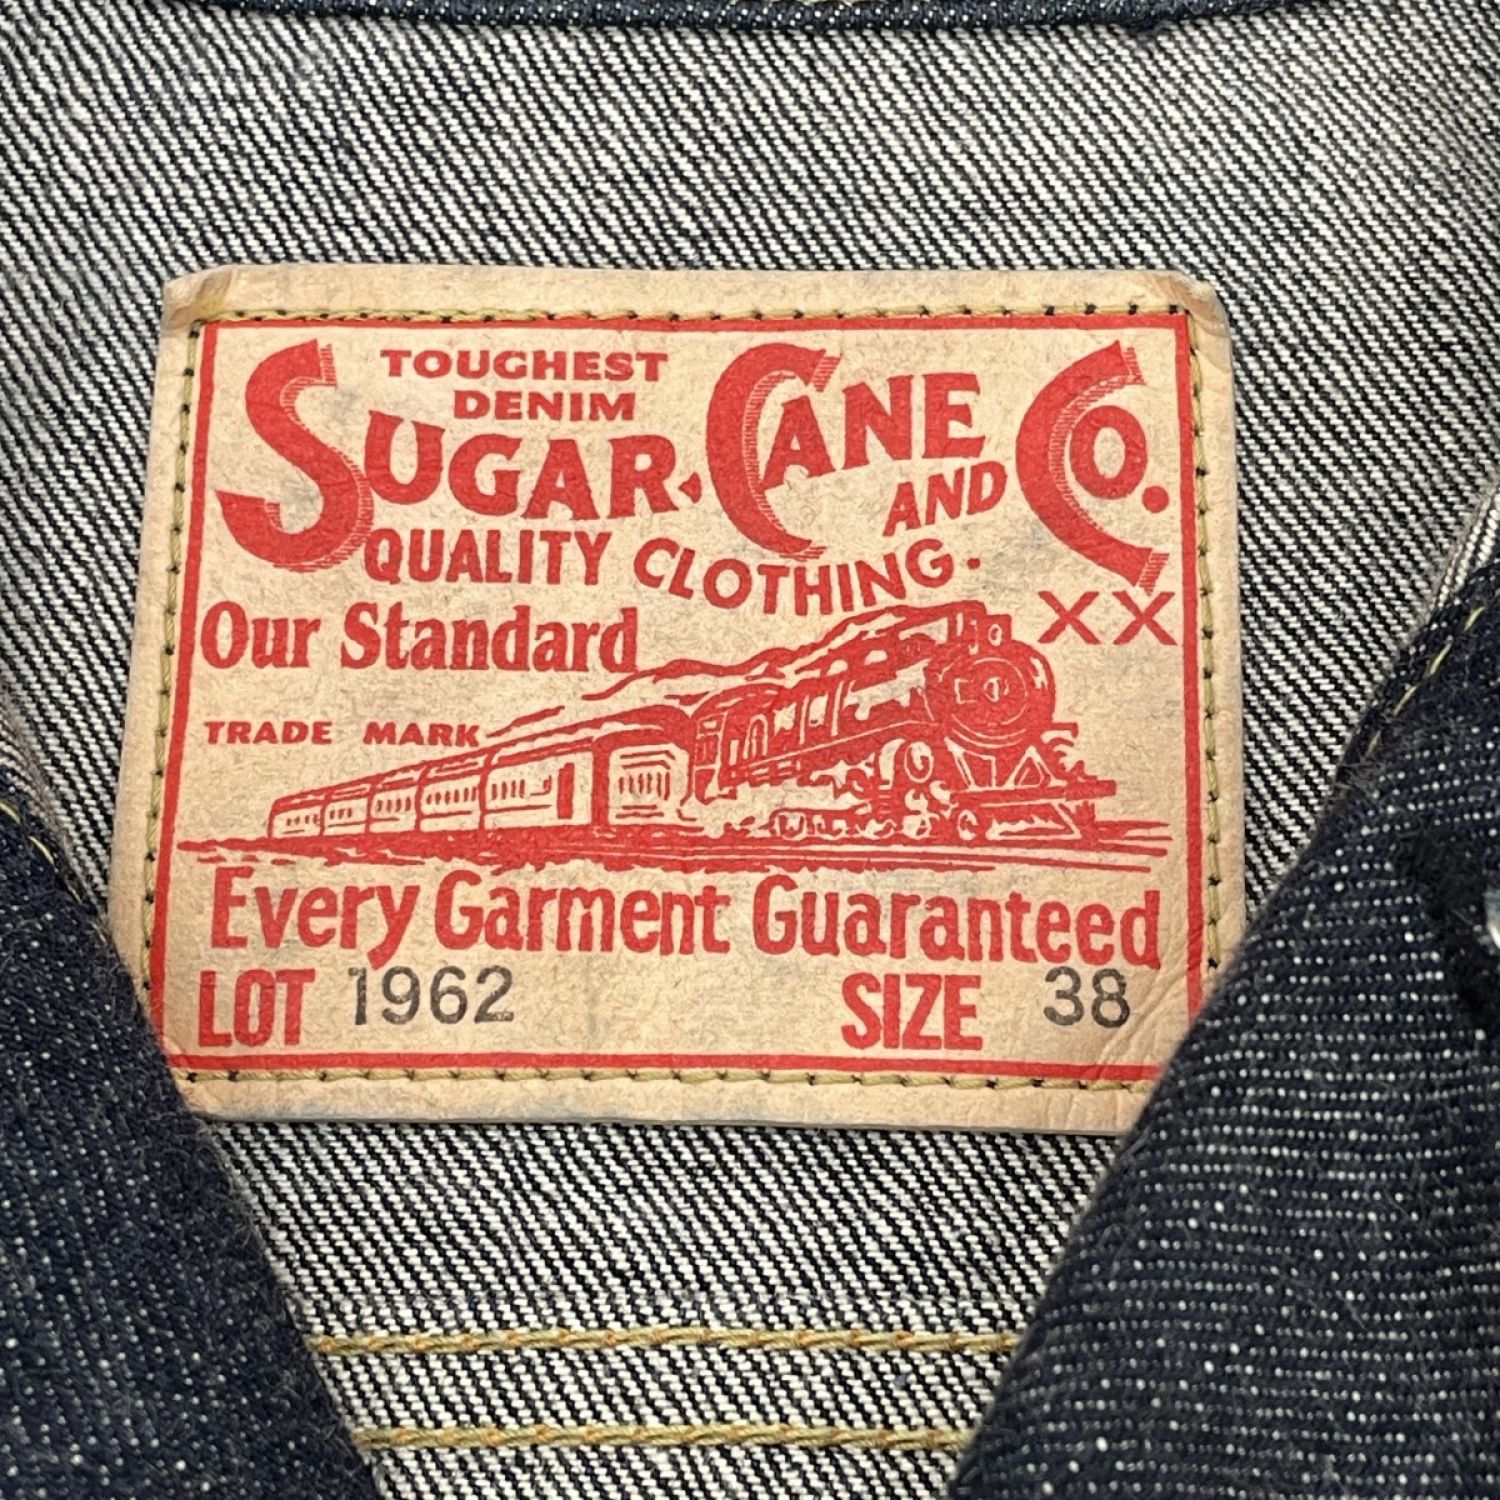 TOUGHEST
DENIM
SUGAR · CANE AND CO.
QUALITY CLOTHING.
XX
Our Standard
TRADE MARK
Every Garment Guaranteed
LOT 1962 SIZE 38